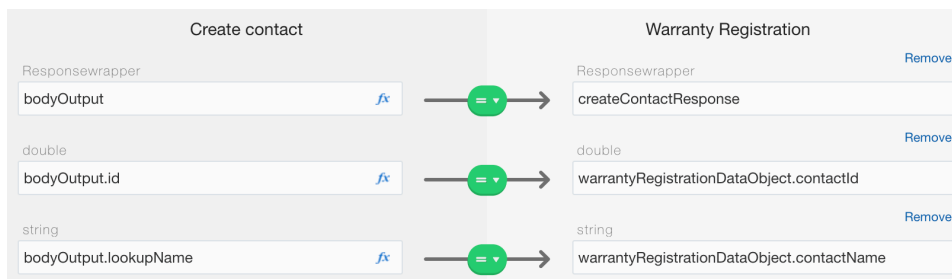 Create contact Warranty Registration
Remove
Responsewrapper Responsewrapper
bodyOutput fx = createContactResponse
Remove
double double
bodyOutput.id fx = warrantyRegistrationDataObject.contactId
Remove
string string
bodyOutput.lookupName fx = warrantyRegistrationDataObject.contactName